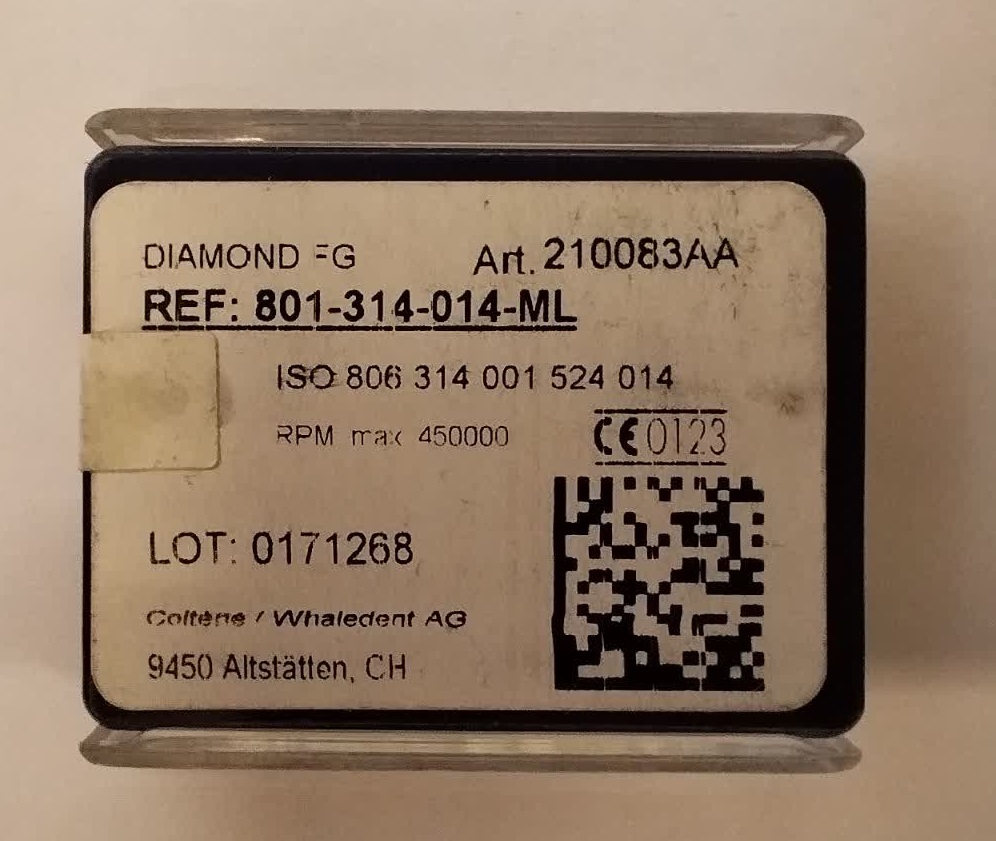 DIAMOND FG Art. 210083AA
REF: 801-314-014-ML
ISO 806 314 001 524 014
RPM max 450000 CE 0123
LOT: 0171268
Coltène / Whaledent AG
9450 Altstätten, CH